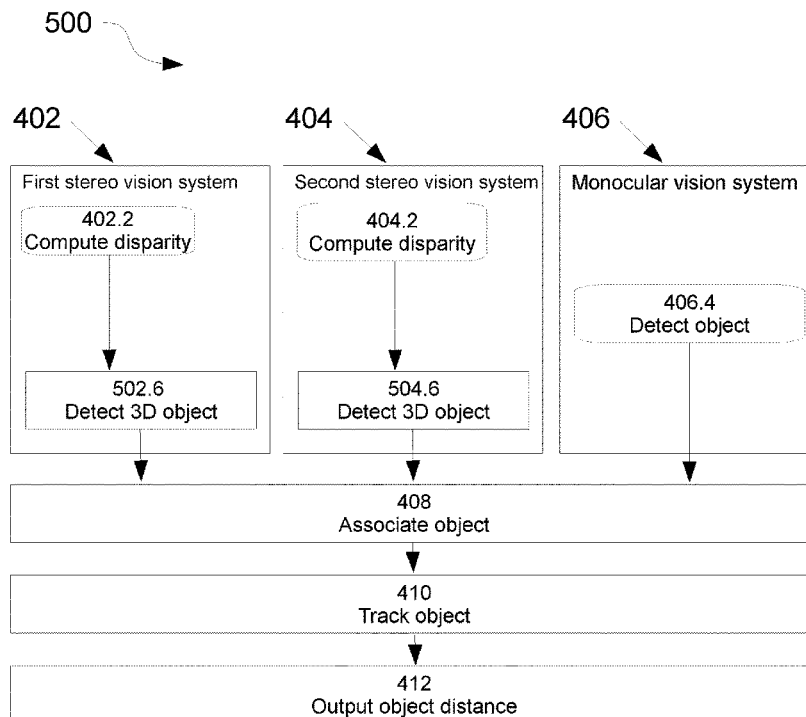 500
402
404
406
First stereo vision system
Second stereo vision system
Monocular vision system
402.2
Compute disparity
404.2
Compute disparity
406.4
Detect object
502.6
Detect 3D object
504.6
Detect 3D object
408
Associate object
410
Track object
412
Output object distance